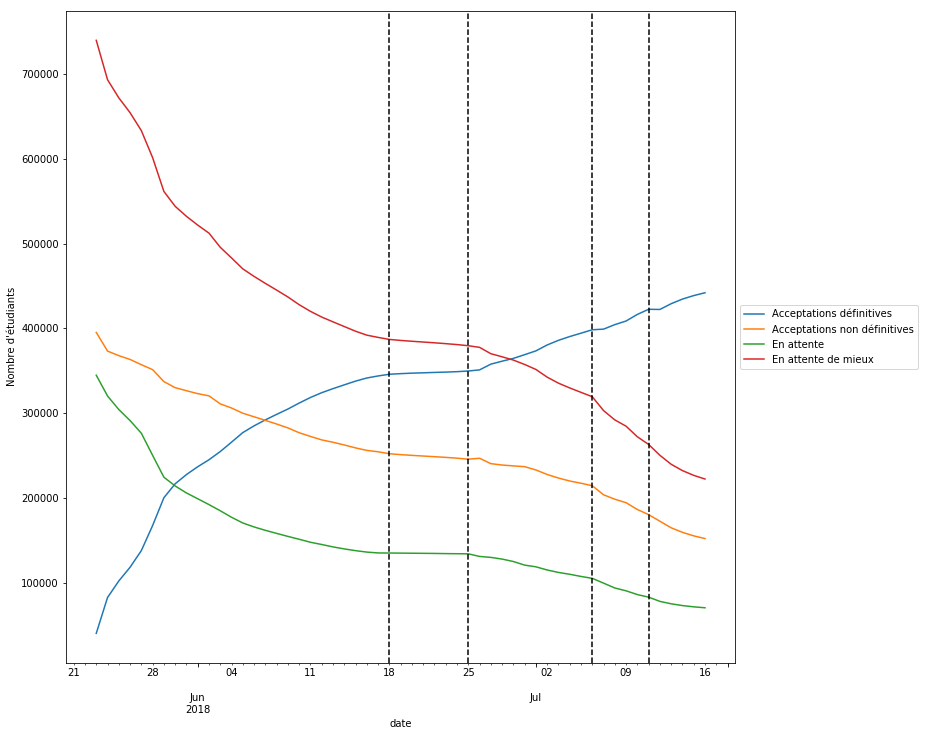 700000
600000
500000
400000
300000
200000
100000
Nombre d'étudiants
21 28 04 11 18 25 02 09 16
Jun Jul
2018
date
Acceptations définitives
Acceptations non définitives
En attente
En attente de mieux